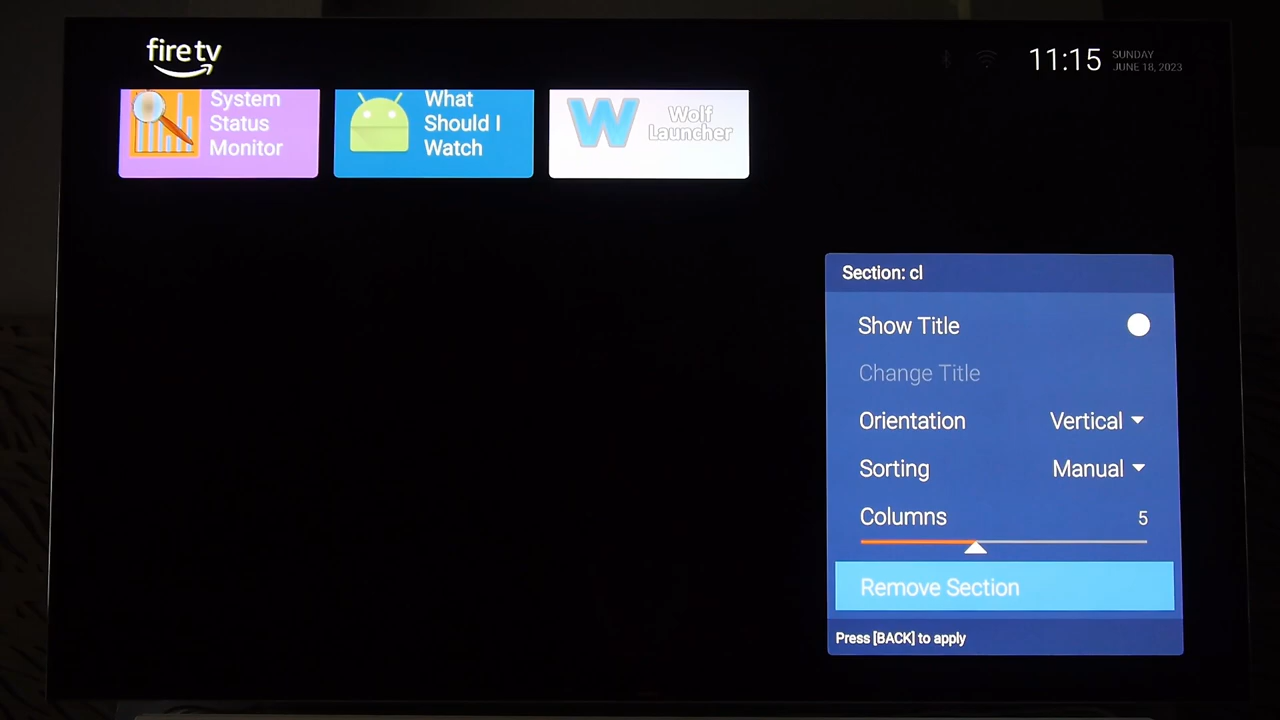 fire tv
11:15
SUNDAY
JUNE 18, 2023
System
Status
Monitor
What
Should I
Watch
W
Wolf
Launcher
Section: cl
Show Title
Change Title
Orientation Vertical
Sorting Manual
Columns 5
Remove Section
Press [BACK] to apply